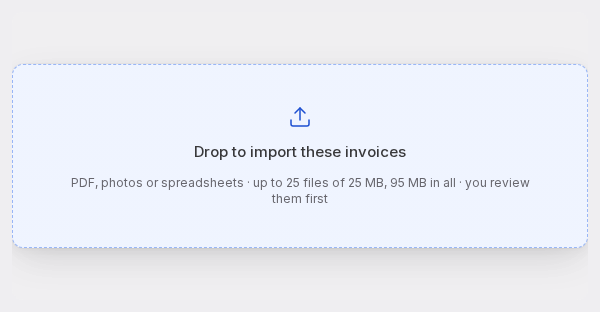 Drop to import these invoices
PDF, photos or spreadsheets · up to 25 files of 25 MB, 95 MB in all · you review
them first